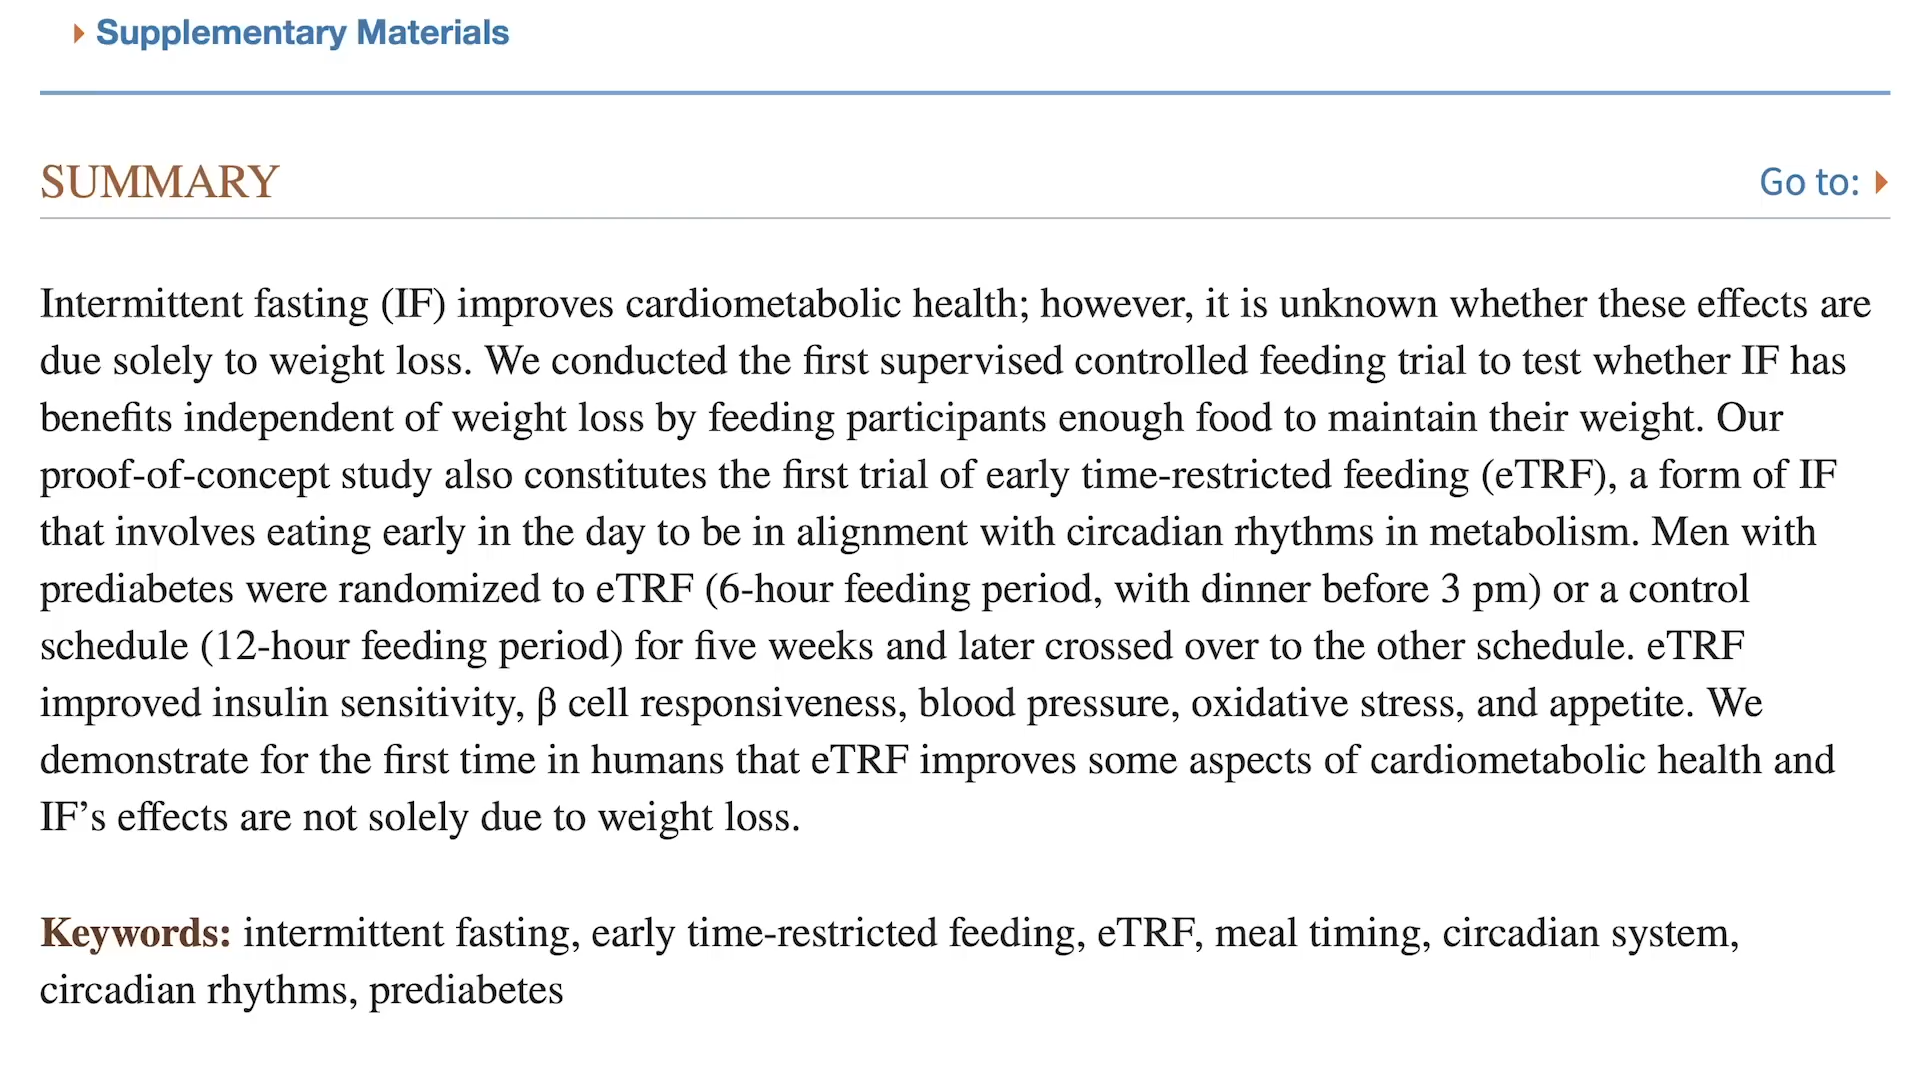 Supplementary Materials
SUMMARY
Go to:
Intermittent fasting (IF) improves cardiometabolic health; however, it is unknown whether these effects are
due solely to weight loss. We conducted the first supervised controlled feeding trial to test whether IF has
benefits independent of weight loss by feeding participants enough food to maintain their weight. Our
proof-of-concept study also constitutes the first trial of early time-restricted feeding (eTRF), a form of IF
that involves eating early in the day to be in alignment with circadian rhythms in metabolism. Men with
prediabetes were randomized to eTRF (6-hour feeding period, with dinner before 3 pm) or a control
schedule (12-hour feeding period) for five weeks and later crossed over to the other schedule. eTRF
improved insulin sensitivity, β cell responsiveness, blood pressure, oxidative stress, and appetite. We
demonstrate for the first time in humans that eTRF improves some aspects of cardiometabolic health and
IF’s effects are not solely due to weight loss.
Keywords: intermittent fasting, early time-restricted feeding, eTRF, meal timing, circadian system,
circadian rhythms, prediabetes